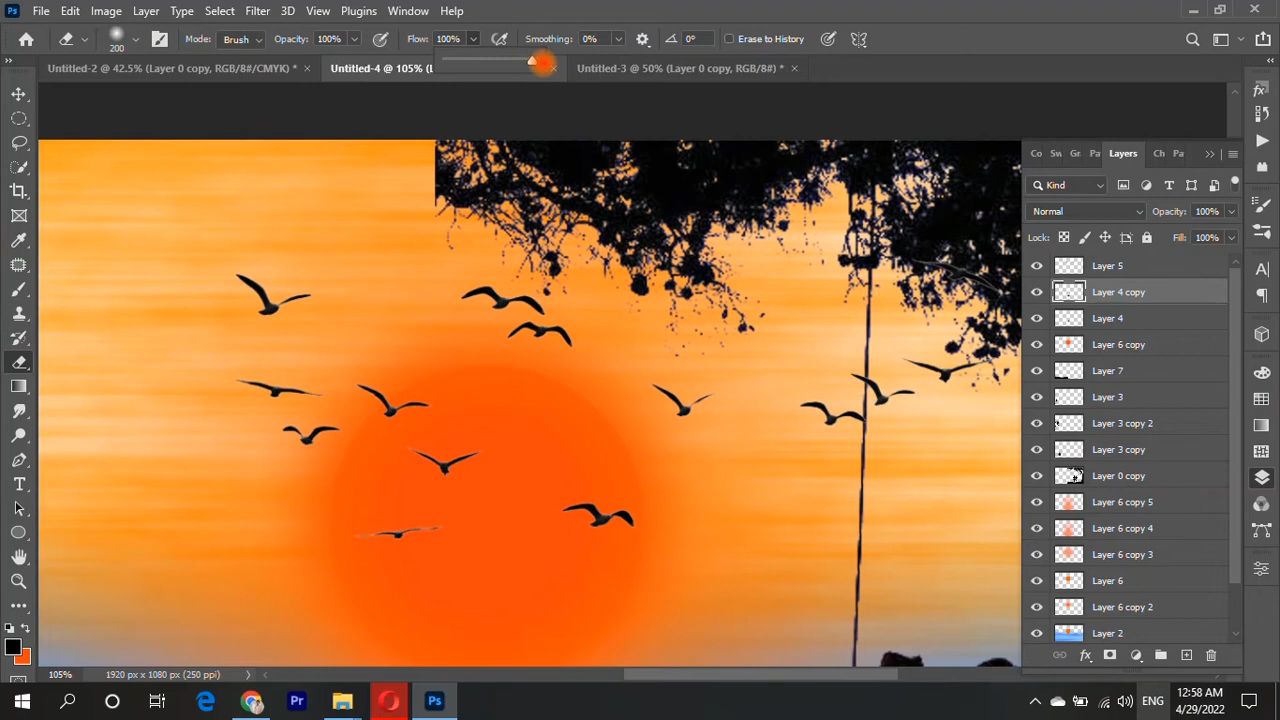 Ps File Edit Image Layer Type Select Filter 3D View Plugins Window Help
200 Mode: Brush Opacity: 100% Flow: 100% Smoothing: 0% 0° Erase to History
Untitled-2 @ 42.5% (Layer 0 copy, RGB/8#/CMYK) * × Untitled-4 @ 105% (L × Untitled-3 @ 50% (Layer 0 copy, RGB/8#) * ×
Co Sw Gr Pa Layers Ch Pa
Kind
Normal Opacity: 100%
Lock: Fill: 100%
Layer 5
Layer 4 copy
Layer 4
Layer 6 copy
Layer 7
Layer 3
Layer 3 copy 2
Layer 3 copy
Layer 0 copy
Layer 6 copy 5
Layer 6 copy 4
Layer 6 copy 3
Layer 6
Layer 6 copy 2
Layer 2
105% 1920 px x 1080 px (250 ppi)
Pr Ps ENG 12:58 AM
4/29/2022